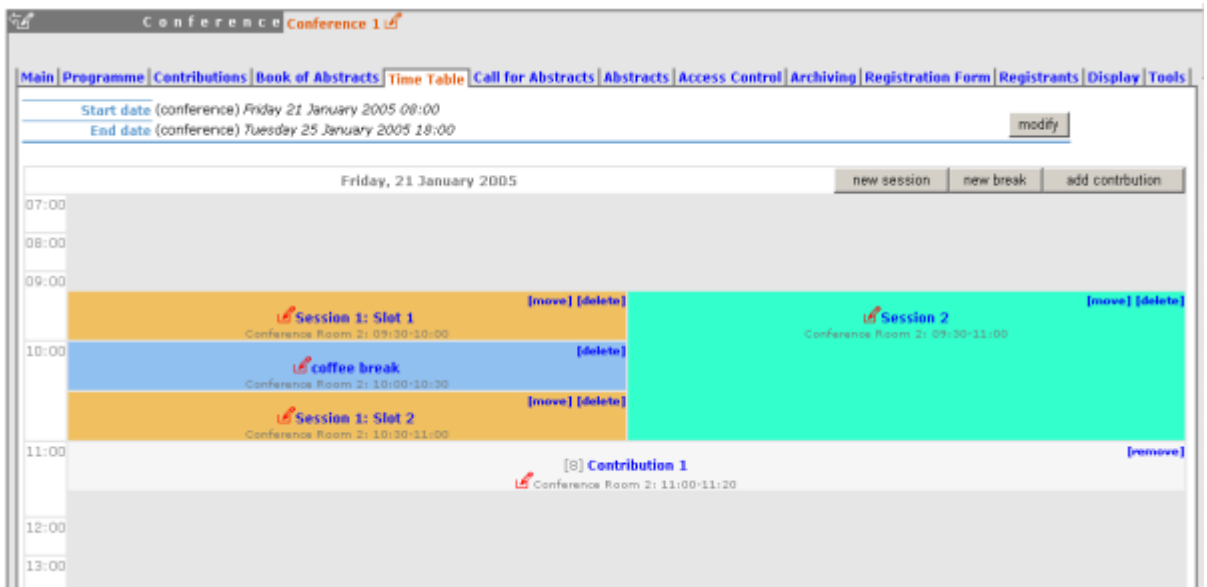 Conference Conference 1
Main Programme Contributions Book of Abstracts Time Table Call for Abstracts Abstracts Access Control Archiving Registration Form Registrants Display Tools
Start date (conference) Friday 21 January 2005 08:00
End date (conference) Tuesday 25 January 2005 18:00
modify
Friday, 21 January 2005 new session new break add contrbution
07:00
08:00
09:00
[move] [delete] [move] [delete]
Session 1: Slot 1 Session 2
Conference Room 2: 09:30-10:00 Conference Room 2: 09:30-11:00
10:00 [delete]
coffee break
Conference Room 2: 10:00-10:30
[move] [delete]
Session 1: Slot 2
Conference Room 2: 10:30-11:00
11:00 [remove]
[8] Contribution 1
Conference Room 2: 11:00-11:20
12:00
13:00